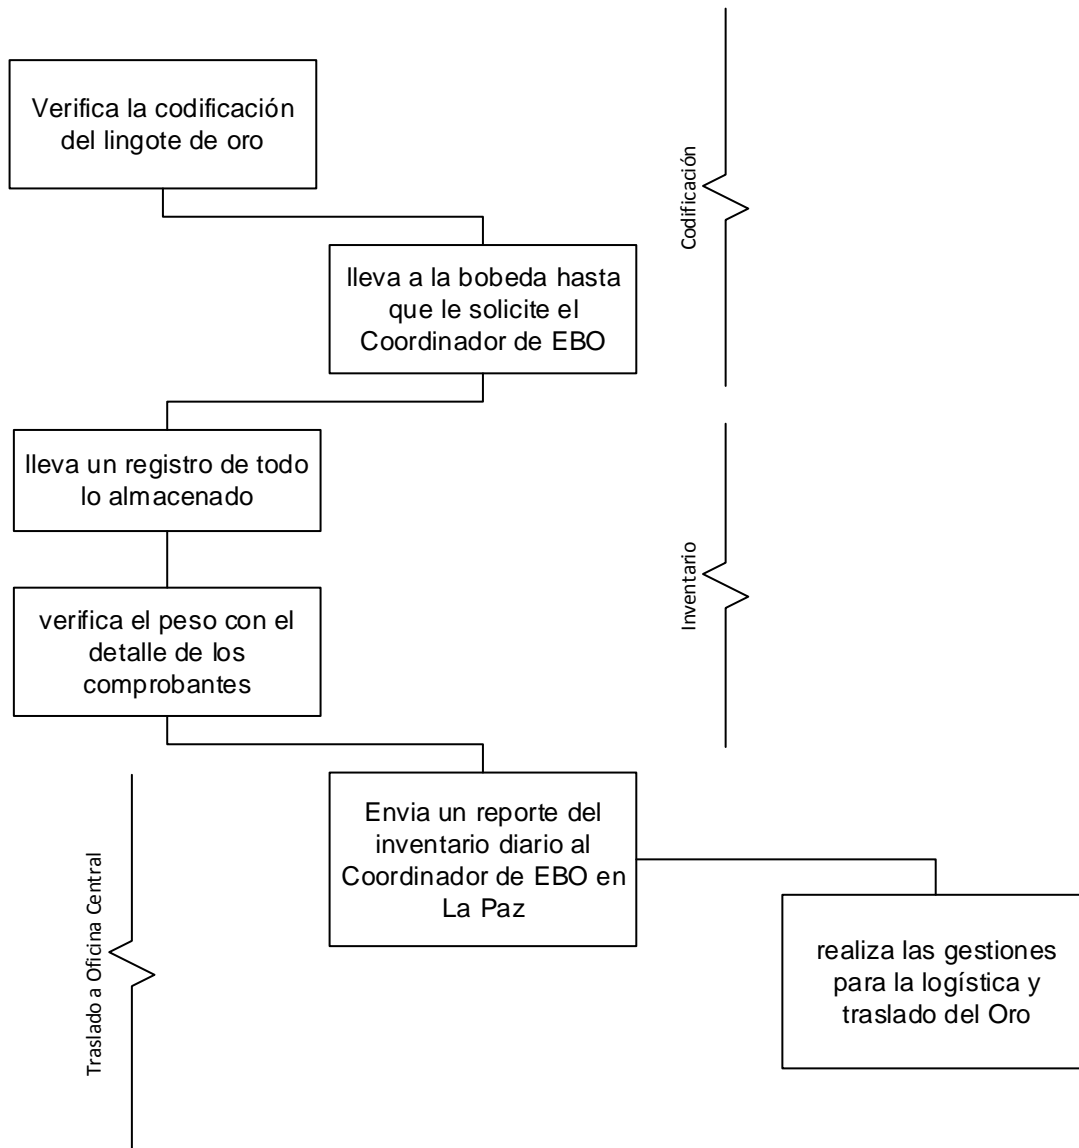 Verifica la codificación
del lingote de oro
Codificación
lleva a la bobeda hasta
que le solicite el
Coordinador de EBO
lleva un registro de todo
lo almacenado
Inventario
verifica el peso con el
detalle de los
comprobantes
Traslado a Oficina Central
Envia un reporte del
inventario diario al
Coordinador de EBO en
La Paz
realiza las gestiones
para la logística y
traslado del Oro